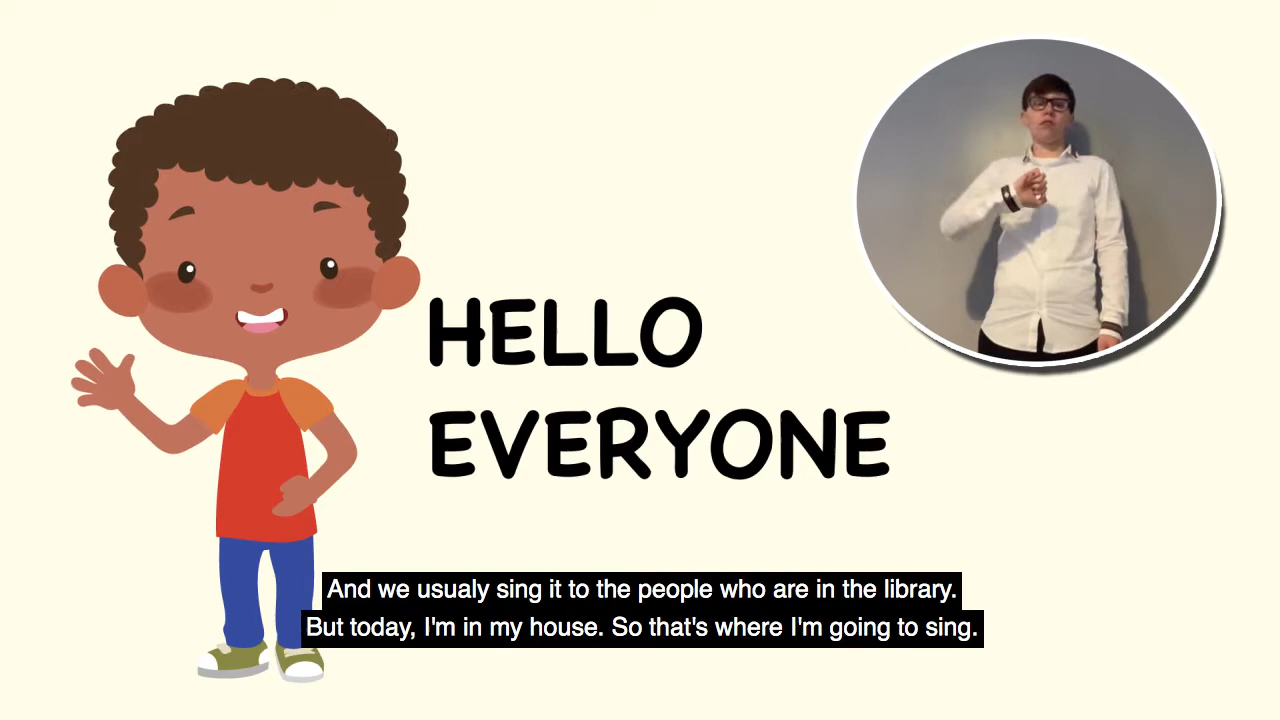 HELLO
EVERYONE
And we usualy sing it to the people who are in the library.
But today, I'm in my house. So that's where I'm going to sing.